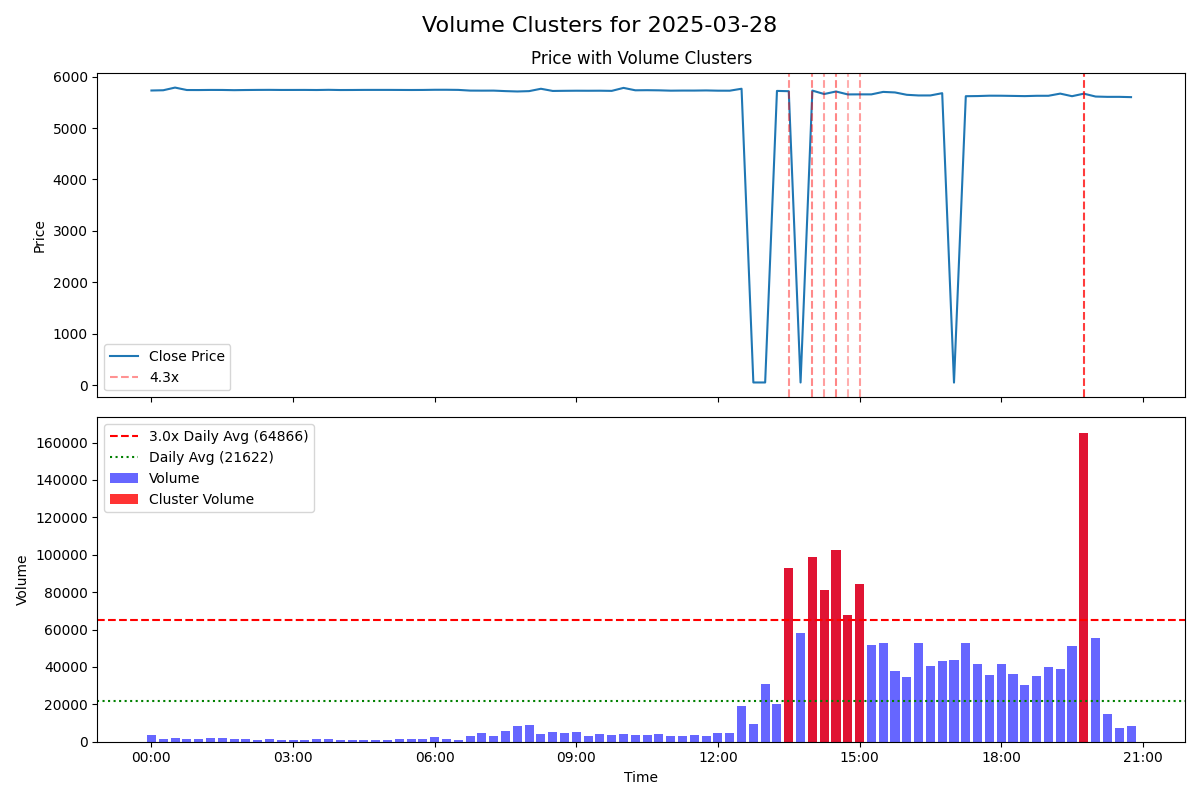 Volume Clusters for 2025-03-28
Price with Volume Clusters
6000
5000
4000
3000
2000
1000
0
Price
Close Price
4.3x
160000
140000
120000
100000
80000
60000
40000
20000
0
Volume
3.0x Daily Avg (64866)
Daily Avg (21622)
Volume
Cluster Volume
00:00 03:00 06:00 09:00 12:00 15:00 18:00 21:00
Time